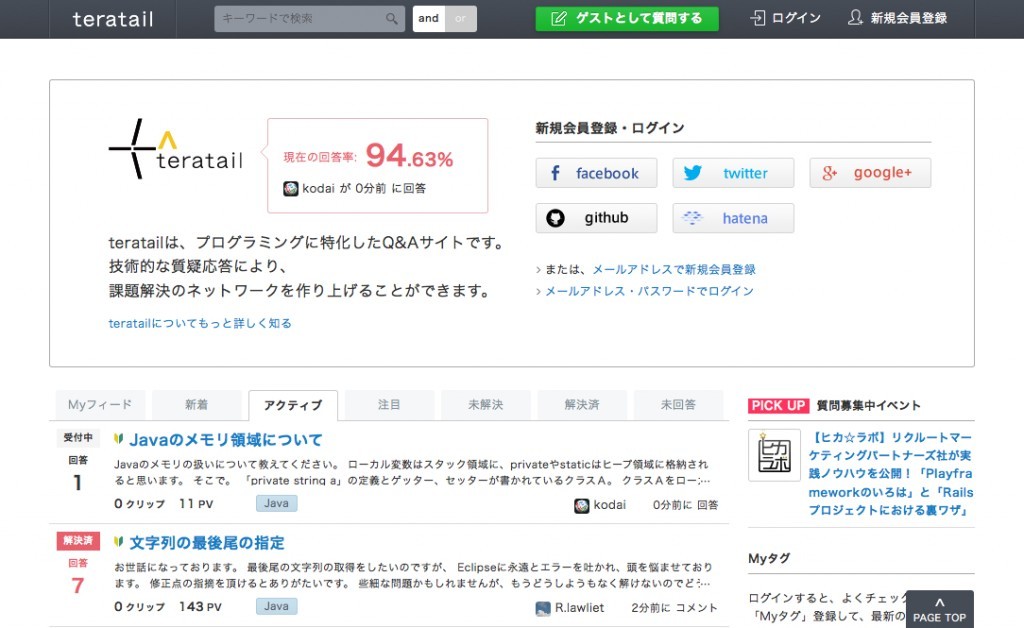 teratail
キーワードで検索
and
or
ゲストとして質問する
ログイン
新規会員登録
teratail
現在の回答率: 94.63%
kodai が 0分前 に回答
teratailは、プログラミングに特化したQ&Aサイトです。
技術的な質疑応答により、
課題解決のネットワークを作り上げることができます。
teratailについてもっと詳しく知る
新規会員登録・ログイン
facebook
twitter
google+
github
hatena
または、メールアドレスで新規会員登録
メールアドレス・パスワードでログイン
Myフィード
新着
アクティブ
注目
未解決
解決済
未回答
受付中
回答
1
Javaのメモリ領域について
Javaのメモリの扱いについて教えてください。 ローカル変数はスタック領域に、privateやstaticはヒープ領域に格納され
ると思います。 そこで。 「private string a」の定義とゲッター、セッターが書かれているクラスA。 クラスAをロー…
0 クリップ 11 PV
Java
kodai
0分前に 回答
解決済
回答
7
文字列の最後尾の指定
お世話になっております。 最後尾の文字列の取得をしたいのですが、 Eclipseに永遠とエラーを吐かれ、頭を悩ませており
ます。 修正点の指摘を頂けるとありがたいです。 些細な問題かもしれませんが、もうどうしようもなく解けないのでどう…
0 クリップ 143 PV
Java
R.lawliet
2分前に コメント
PICK UP 質問募集中イベント
ヒカラボ
【ヒカ☆ラボ】リクルートマー
ケティングパートナーズ社が実
践ノウハウを公開！「Playfra
meworkのいろは」と「Rails
プロジェクトにおける裏ワザ」
Myタグ
ログインすると、よくチェック
「Myタグ」登録して、最新の
PAGE TOP